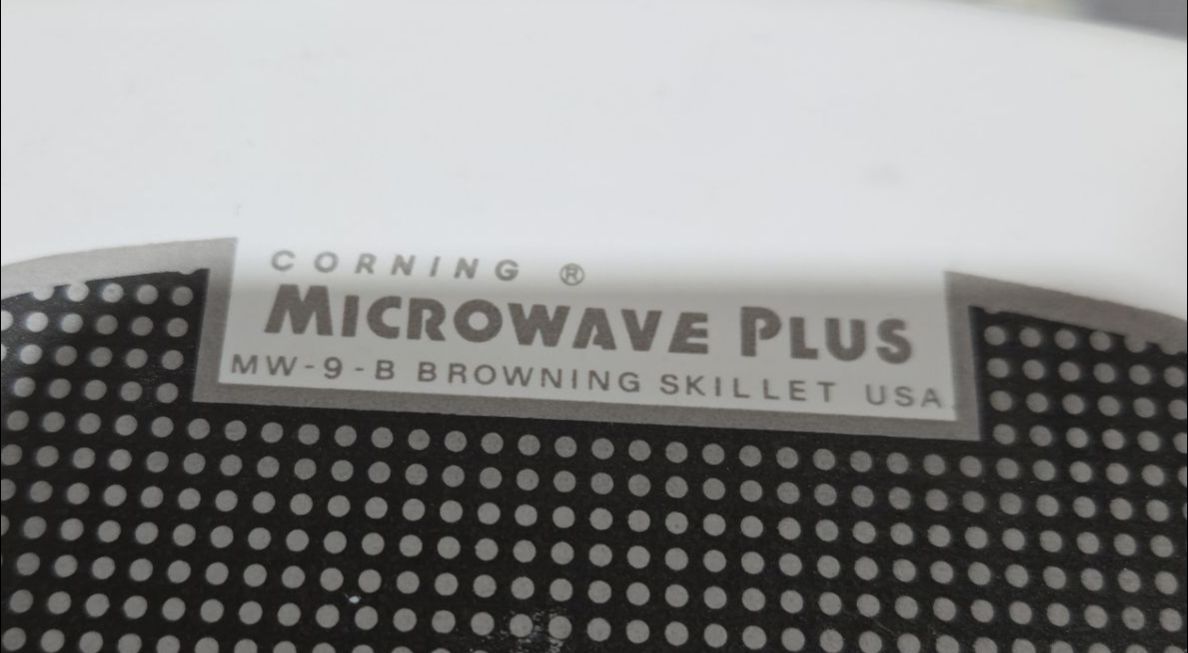 CORNING ®
MICROWAVE PLUS
MW-9-B BROWNING SKILLET USA